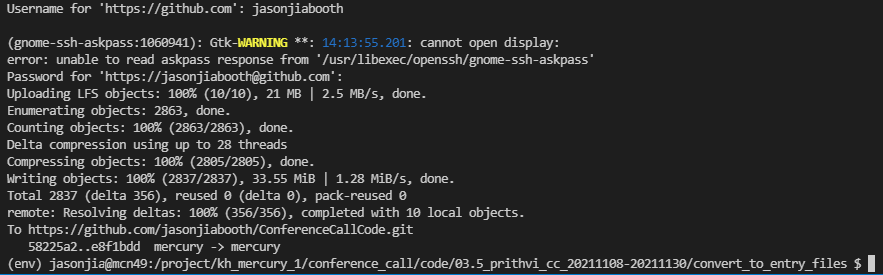 Username for 'https://github.com': jasonjiabooth
(gnome-ssh-askpass:1060941): Gtk-WARNING **: 14:13:55.201: cannot open display:
error: unable to read askpass response from '/usr/libexec/openssh/gnome-ssh-askpass'
Password for 'https://jasonjiabooth@github.com':
Uploading LFS objects: 100% (10/10), 21 MB | 2.5 MB/s, done.
Enumerating objects: 2863, done.
Counting objects: 100% (2863/2863), done.
Delta compression using up to 28 threads
Compressing objects: 100% (2805/2805), done.
Writing objects: 100% (2837/2837), 33.55 MiB | 1.28 MiB/s, done.
Total 2837 (delta 356), reused 0 (delta 0), pack-reused 0
remote: Resolving deltas: 100% (356/356), completed with 10 local objects.
To https://github.com/jasonjiabooth/ConferenceCallCode.git
   58225a2..e8f1bdd  mercury -> mercury
(env) jasonjia@mcn49:/project/kh_mercury_1/conference_call/code/03.5_prithvi_cc_20211108-20211130/convert_to_entry_files $